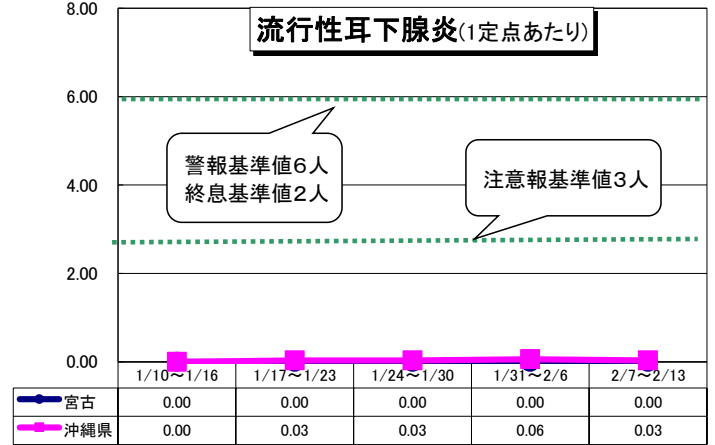 流行性耳下腺炎(1定点あたり)
8.00
6.00
警報基準値6人
終息基準値2人
注意報基準値3人
4.00
2.00
0.00
1/10～1/16 1/17～1/23 1/24～1/30 1/31～2/6 2/7～2/13
宮古 0.00 0.00 0.00 0.00 0.00
沖縄県 0.00 0.03 0.03 0.06 0.03